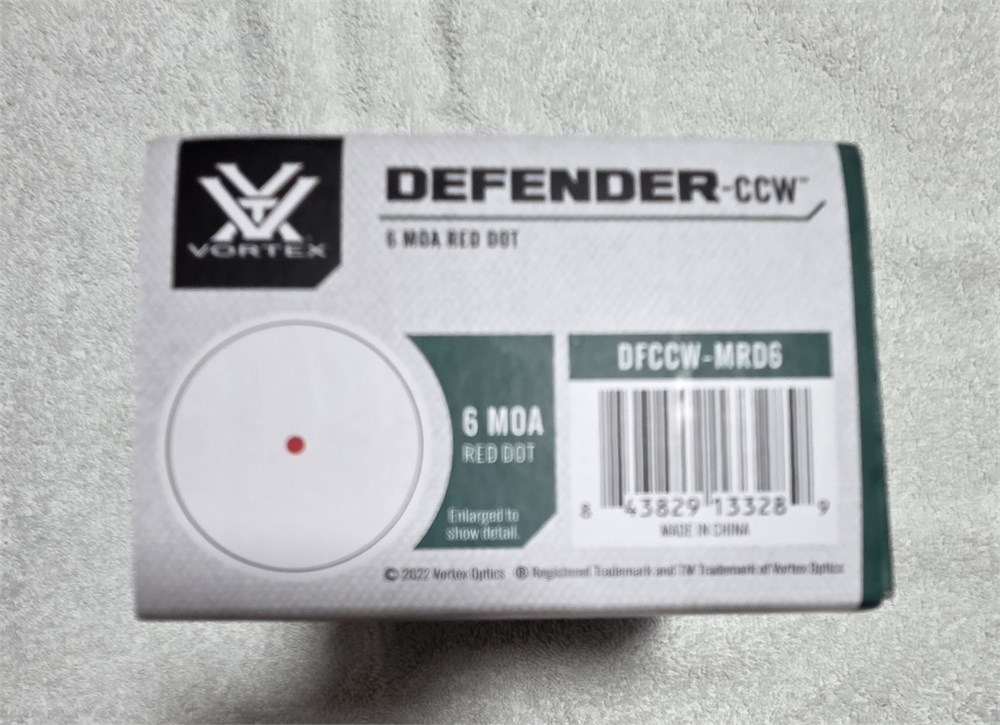 VORTEX
DEFENDER-CCW™
6 MOA RED DOT
6 MOA
RED DOT
Enlarged to
show detail.
DFCCW-MRD6
8 43829 13328 9
MADE IN CHINA
© 2022 Vortex Optics ® Registered Trademark and TM Trademark of Vortex Optics